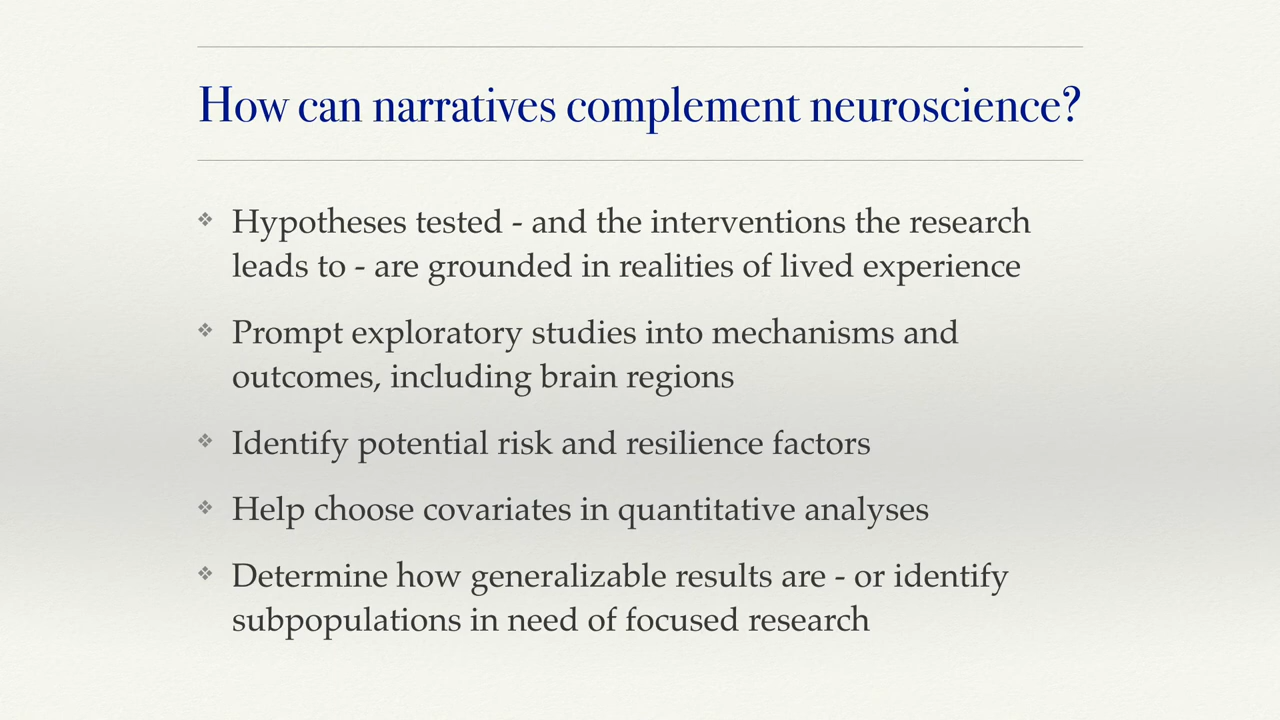 How can narratives complement neuroscience?
❖ Hypotheses tested - and the interventions the research
leads to - are grounded in realities of lived experience
❖ Prompt exploratory studies into mechanisms and
outcomes, including brain regions
❖ Identify potential risk and resilience factors
❖ Help choose covariates in quantitative analyses
❖ Determine how generalizable results are - or identify
subpopulations in need of focused research